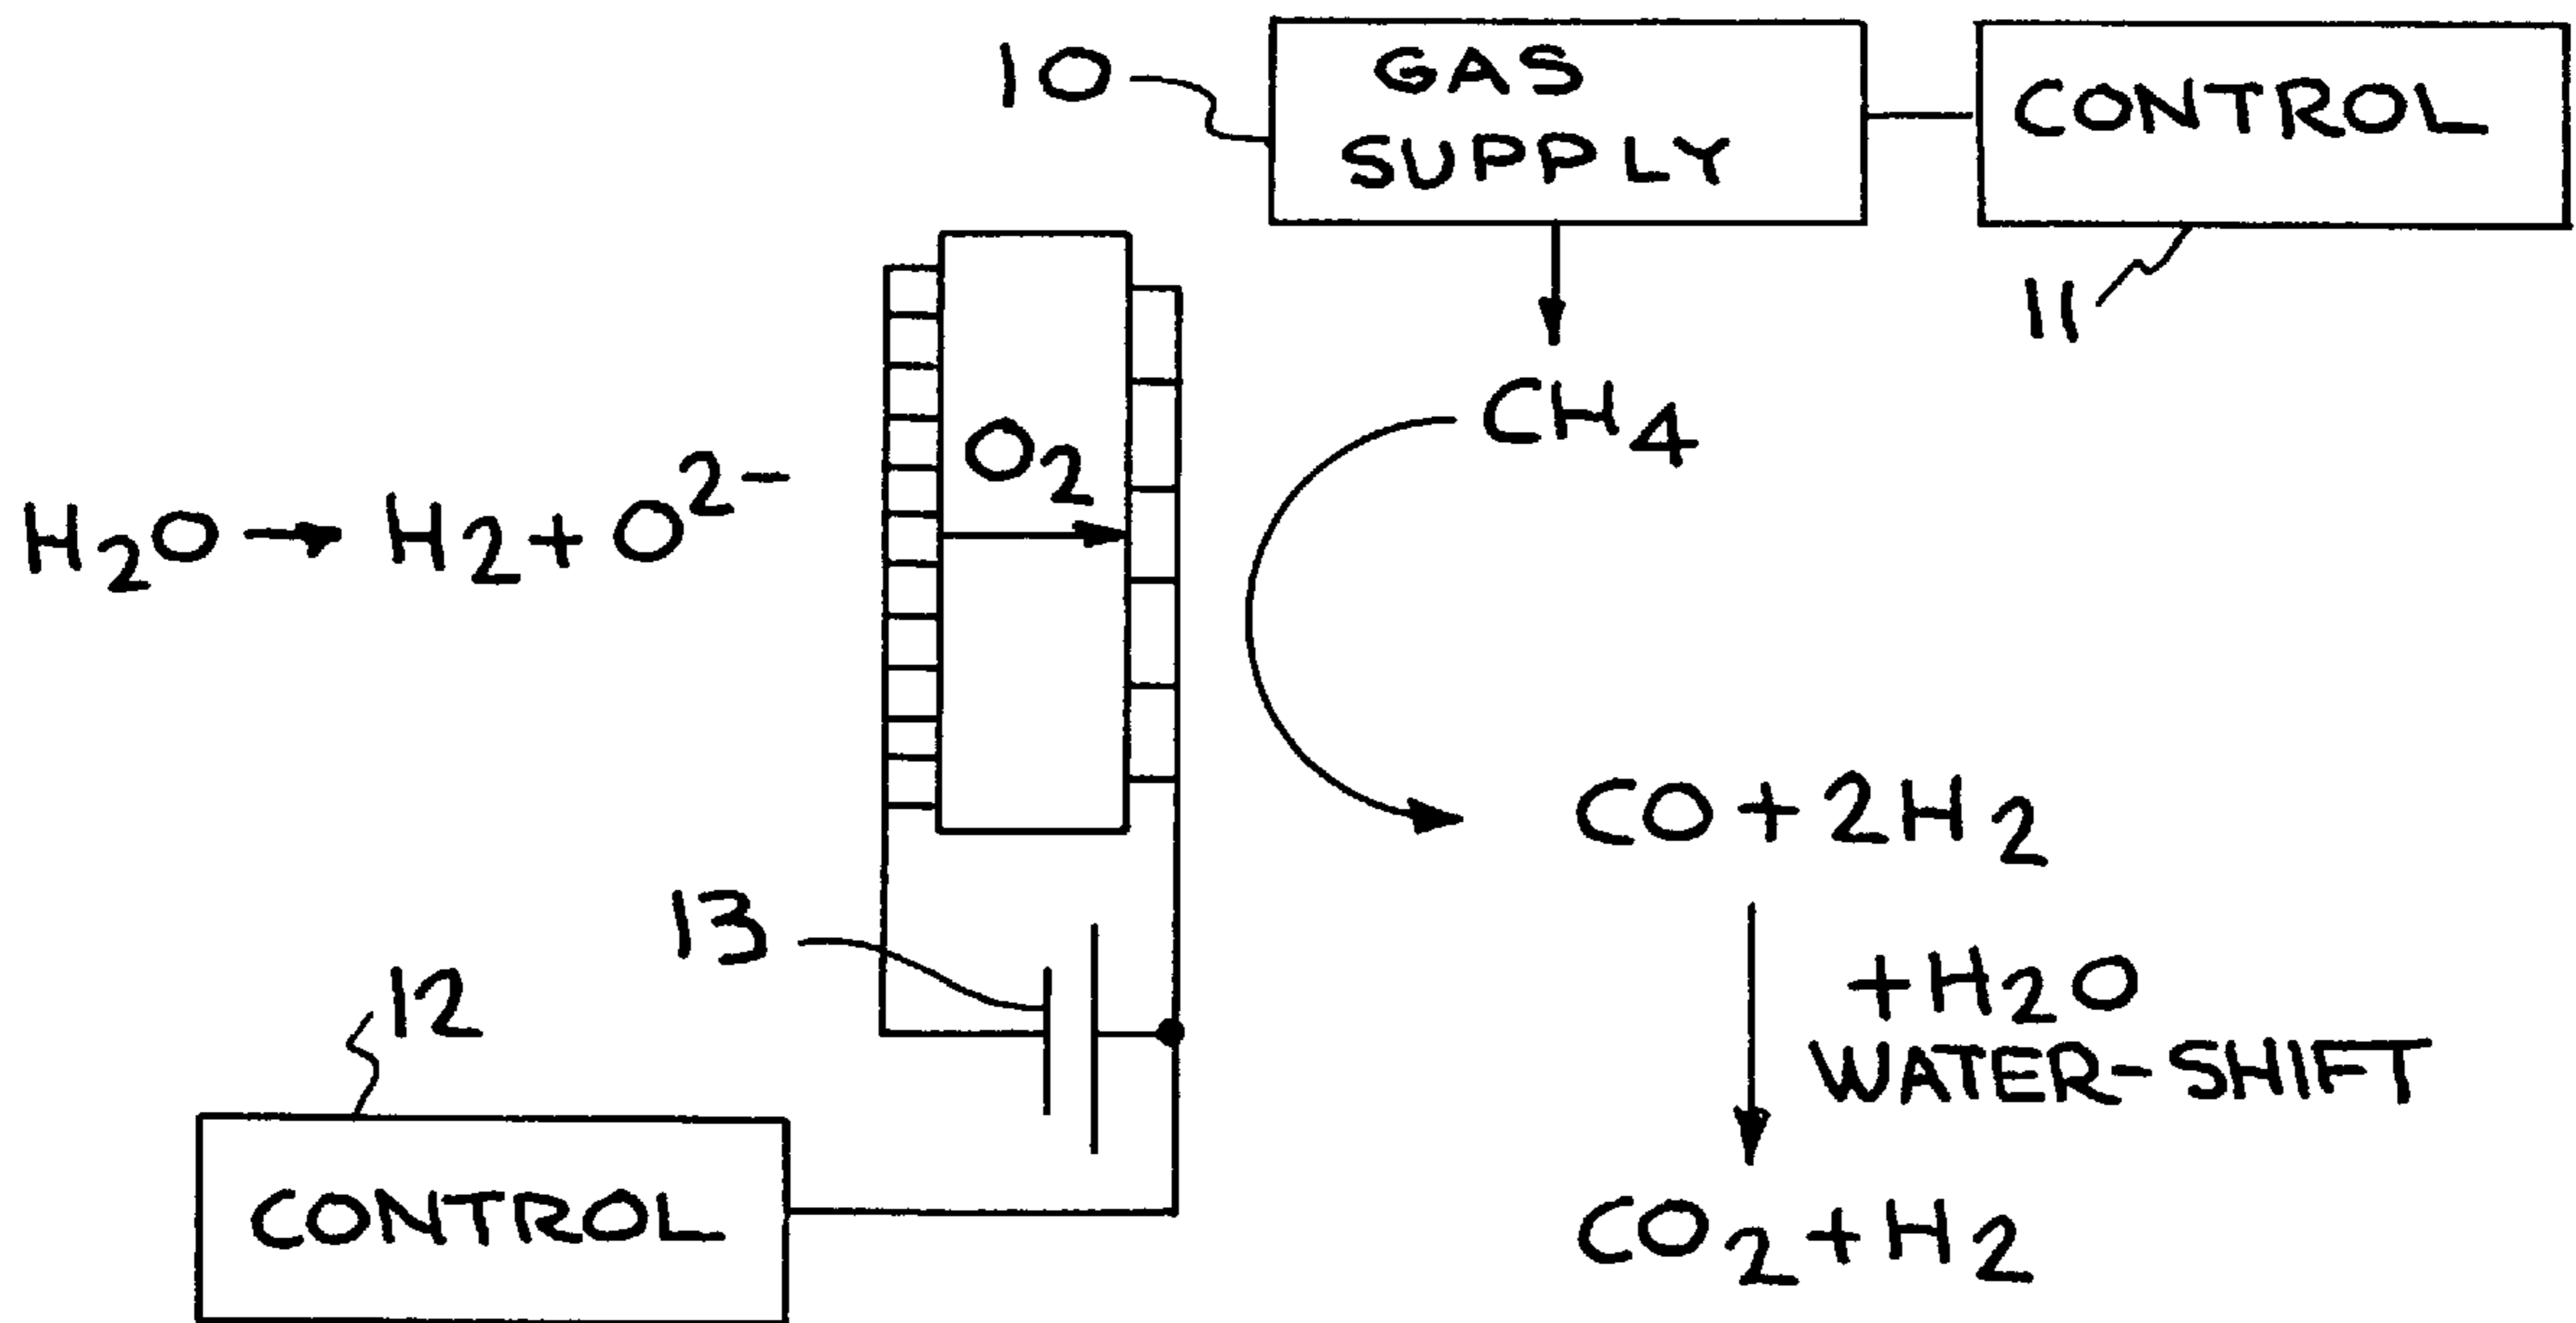 10
GAS
SUPPLY
CONTROL
11
CH₄
O₂
H₂O → H₂ + O²⁻
CO + 2H₂
13
+H₂O
WATER-SHIFT
12
CONTROL
CO₂ + H₂